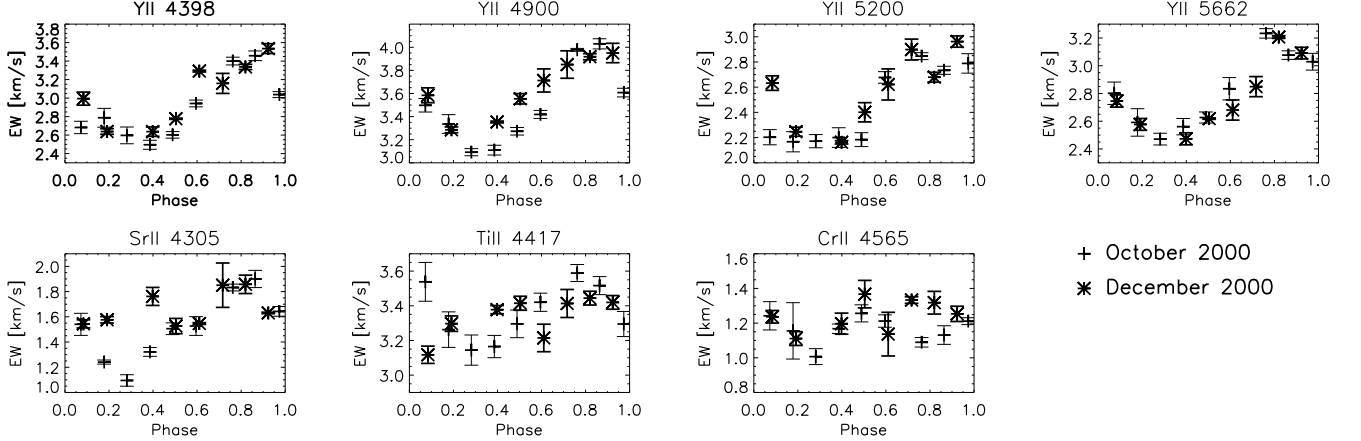 YII 4398
YII 4900
YII 5200
YII 5662
EW [km/s]
3.8
3.6
3.4
3.2
3.0
2.8
2.6
2.4
0.0 0.2 0.4 0.6 0.8 1.0
Phase
EW [km/s]
4.0
3.8
3.6
3.4
3.2
3.0
0.0 0.2 0.4 0.6 0.8 1.0
Phase
EW [km/s]
3.0
2.8
2.6
2.4
2.2
2.0
0.0 0.2 0.4 0.6 0.8 1.0
Phase
EW [km/s]
3.2
3.0
2.8
2.6
2.4
0.0 0.2 0.4 0.6 0.8 1.0
Phase
SrII 4305
TiII 4417
CrII 4565
EW [km/s]
2.0
1.8
1.6
1.4
1.2
1.0
0.0 0.2 0.4 0.6 0.8 1.0
Phase
EW [km/s]
3.6
3.4
3.2
3.0
0.0 0.2 0.4 0.6 0.8 1.0
Phase
EW [km/s]
1.6
1.4
1.2
1.0
0.8
0.0 0.2 0.4 0.6 0.8 1.0
Phase
October 2000
December 2000